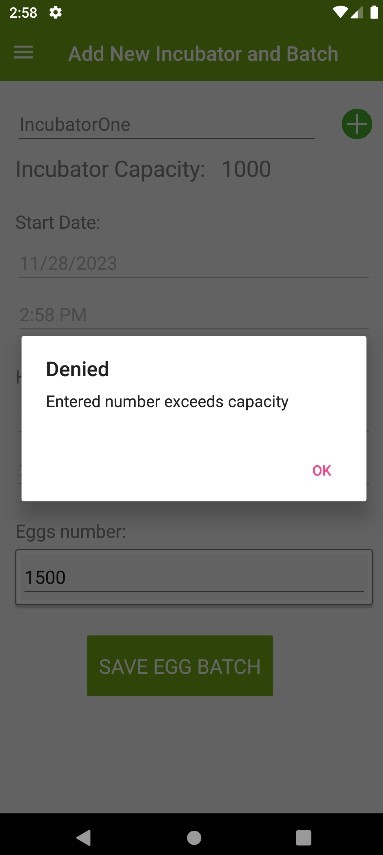 2:58
Add New Incubator and Batch
IncubatorOne
Incubator Capacity: 1000
Start Date:
11/28/2023
2:58 PM
Denied
Entered number exceeds capacity
OK
Eggs number:
1500
SAVE EGG BATCH